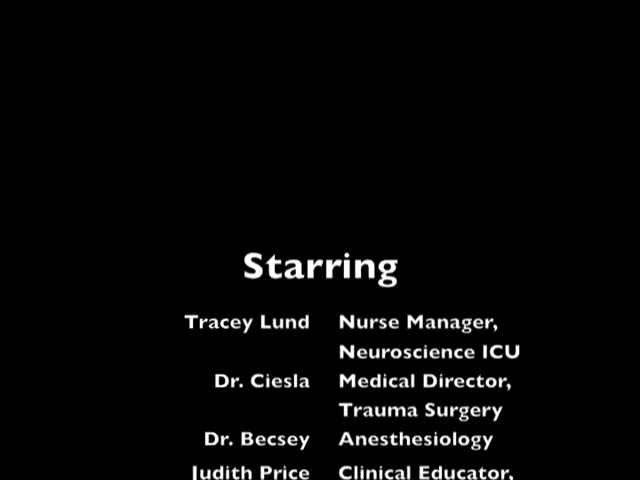 Starring
Tracey Lund Nurse Manager,
Neuroscience ICU
Dr. Ciesla Medical Director,
Trauma Surgery
Dr. Becsey Anesthesiology
Judith Price Clinical Educator,